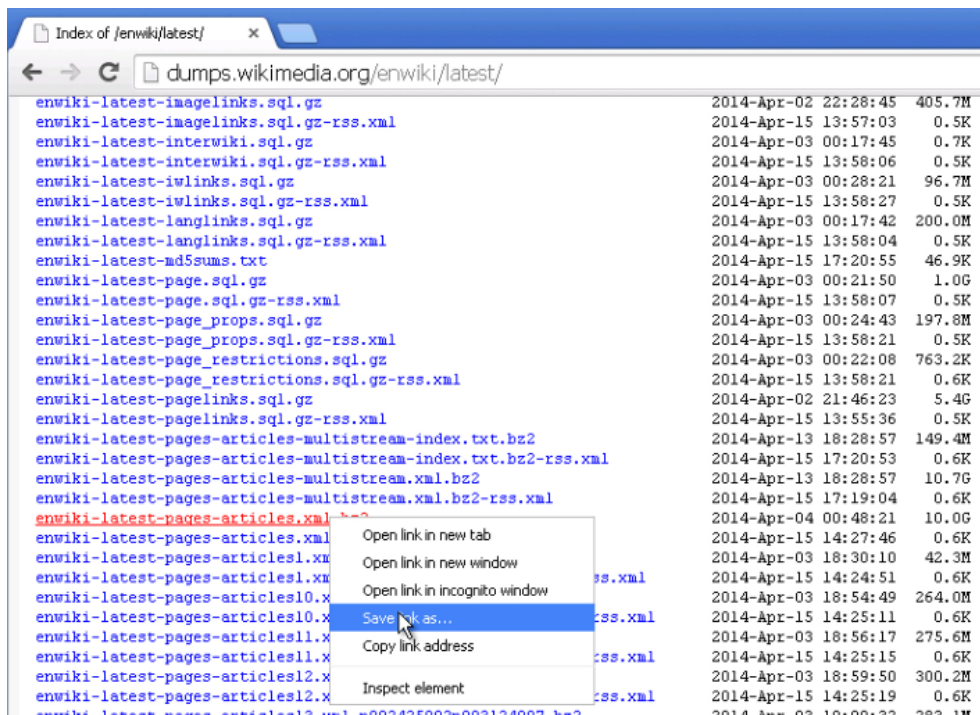 Index of /enwiki/latest/
dumps.wikimedia.org/enwiki/latest/
enwiki-latest-imagelinks.sql.gz 2014-Apr-02 22:28:45 405.7M
enwiki-latest-imagelinks.sql.gz-rss.xml 2014-Apr-15 13:57:03 0.5K
enwiki-latest-interwiki.sql.gz 2014-Apr-03 00:17:45 0.7K
enwiki-latest-interwiki.sql.gz-rss.xml 2014-Apr-15 13:58:06 0.5K
enwiki-latest-iwlinks.sql.gz 2014-Apr-03 00:28:21 96.7M
enwiki-latest-iwlinks.sql.gz-rss.xml 2014-Apr-15 13:58:27 0.5K
enwiki-latest-langlinks.sql.gz 2014-Apr-03 00:17:42 200.0M
enwiki-latest-langlinks.sql.gz-rss.xml 2014-Apr-15 13:58:04 0.5K
enwiki-latest-md5sums.txt 2014-Apr-15 17:20:55 46.9K
enwiki-latest-page.sql.gz 2014-Apr-03 00:21:50 1.0G
enwiki-latest-page.sql.gz-rss.xml 2014-Apr-15 13:58:07 0.5K
enwiki-latest-page_props.sql.gz 2014-Apr-03 00:24:43 197.8M
enwiki-latest-page_props.sql.gz-rss.xml 2014-Apr-15 13:58:21 0.5K
enwiki-latest-page_restrictions.sql.gz 2014-Apr-03 00:22:08 763.2K
enwiki-latest-page_restrictions.sql.gz-rss.xml 2014-Apr-15 13:58:21 0.6K
enwiki-latest-pagelinks.sql.gz 2014-Apr-02 21:46:23 5.4G
enwiki-latest-pagelinks.sql.gz-rss.xml 2014-Apr-15 13:55:36 0.5K
enwiki-latest-pages-articles-multistream-index.txt.bz2 2014-Apr-13 18:28:57 149.4M
enwiki-latest-pages-articles-multistream-index.txt.bz2-rss.xml 2014-Apr-15 17:20:53 0.6K
enwiki-latest-pages-articles-multistream.xml.bz2 2014-Apr-13 18:28:57 10.7G
enwiki-latest-pages-articles-multistream.xml.bz2-rss.xml 2014-Apr-15 17:19:04 0.6K
enwiki-latest-pages-articles.xml.bz2 2014-Apr-04 00:48:21 10.0G
enwiki-latest-pages-articles.xml 2014-Apr-15 14:27:46 0.6K
enwiki-latest-pages-articles1.xm 2014-Apr-03 18:30:10 42.3M
enwiki-latest-pages-articles1.xm ss.xml 2014-Apr-15 14:24:51 0.6K
enwiki-latest-pages-articles10.x 2014-Apr-03 18:54:49 264.0M
enwiki-latest-pages-articles10.x rss.xml 2014-Apr-15 14:25:11 0.6K
enwiki-latest-pages-articles11.x 2014-Apr-03 18:56:17 275.6M
enwiki-latest-pages-articles11.x rss.xml 2014-Apr-15 14:25:15 0.6K
enwiki-latest-pages-articles12.x 2014-Apr-03 18:59:50 300.2M
enwiki-latest-pages-articles12.x rss.xml 2014-Apr-15 14:25:19 0.6K
Open link in new tab
Open link in new window
Open link in incognito window
Save link as...
Copy link address
Inspect element